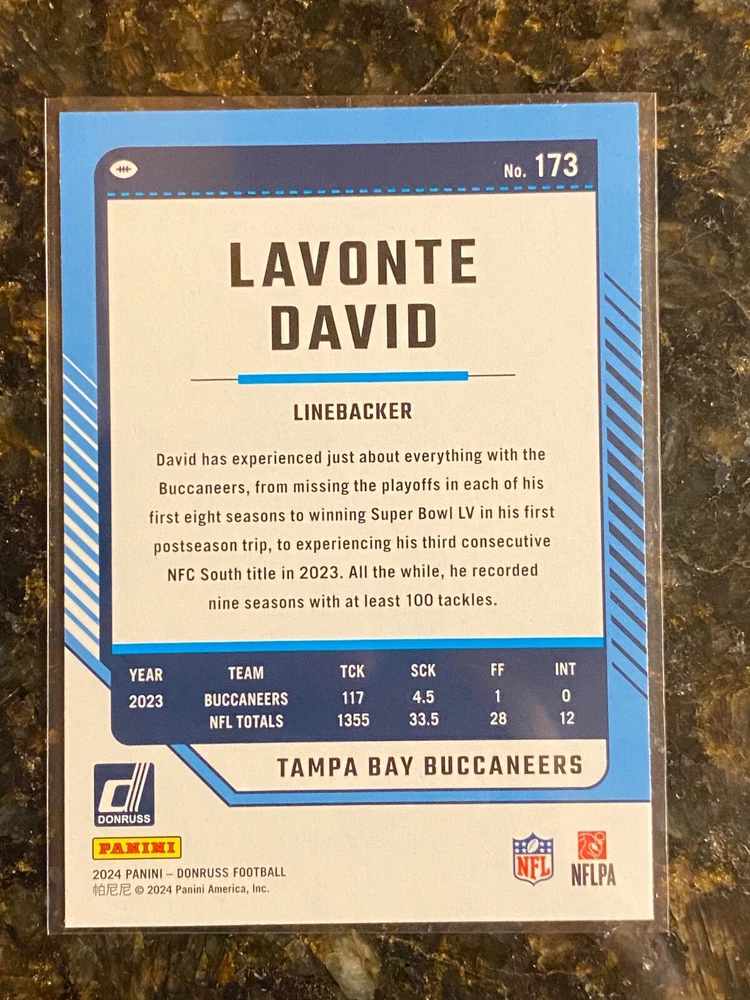 No. 173
LAVONTE
DAVID
LINEBACKER
David has experienced just about everything with the
Buccaneers, from missing the playoffs in each of his
first eight seasons to winning Super Bowl LV in his first
postseason trip, to experiencing his third consecutive
NFC South title in 2023. All the while, he recorded
nine seasons with at least 100 tackles.
YEAR TEAM TCK SCK FF INT
2023 BUCCANEERS 117 4.5 1 0
NFL TOTALS 1355 33.5 28 12
TAMPA BAY BUCCANEERS
d
DONRUSS
PANINI
NFL
NFLPA
2024 PANINI – DONRUSS FOOTBALL
帕尼尼 © 2024 Panini America, Inc.